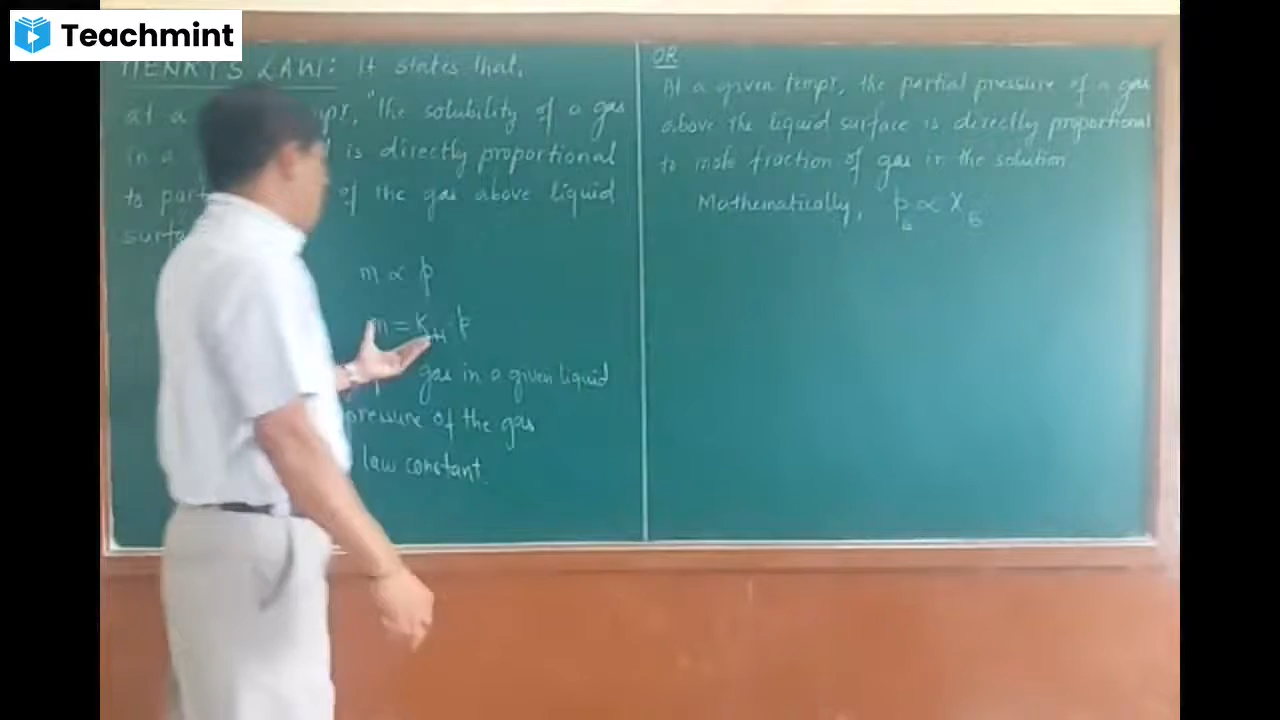 Teachmint
HENRY'S LAW: It states that,
at a tempr, "the solubility of a gas
in a is directly proportional
to part of the gas above liquid
surfa
m ∝ p
m = K_H p
gas in a given liquid
pressure of the gas
law constant.
OR
At a given tempr, the partial pressure of a gas
above the liquid surface is directly proportional
to mole fraction of gas in the solution
Mathematically, p ∝ X